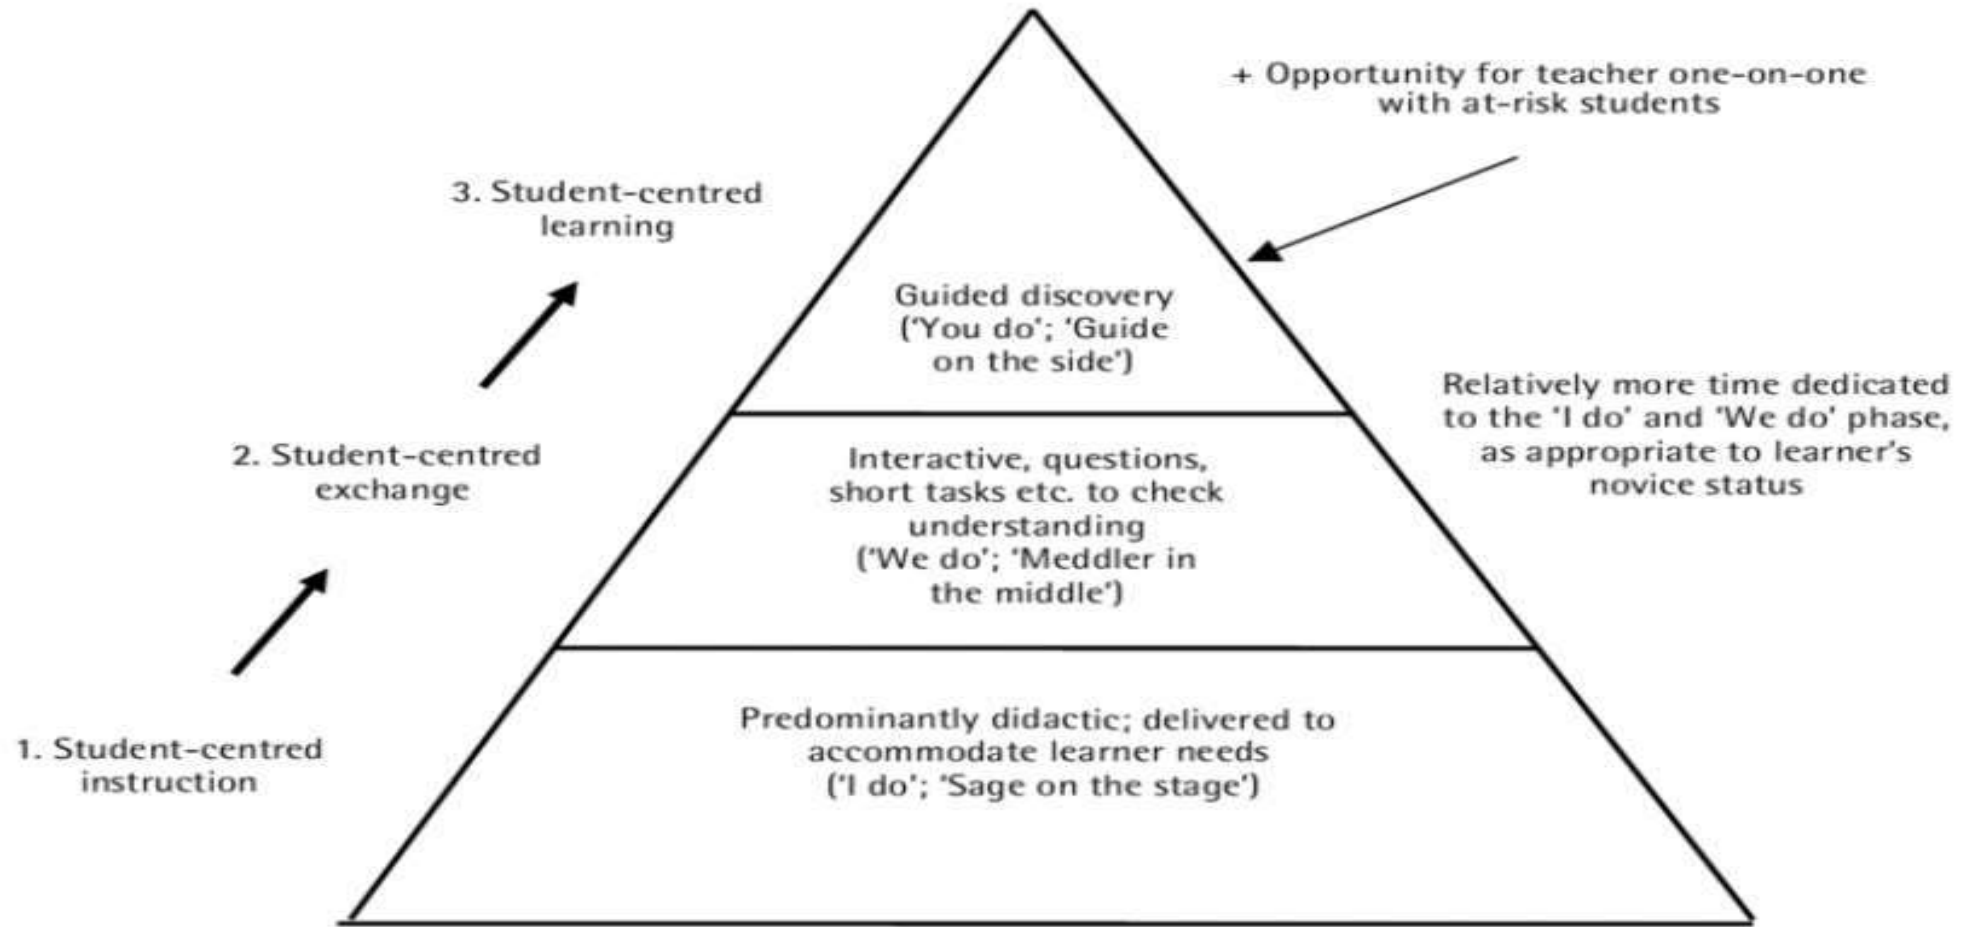 + Opportunity for teacher one-on-one
with at-risk students
3. Student-centred
learning
Guided discovery
('You do'; 'Guide
on the side')
Relatively more time dedicated
to the 'I do' and 'We do' phase,
as appropriate to learner's
novice status
2. Student-centred
exchange
Interactive, questions,
short tasks etc. to check
understanding
('We do'; 'Meddler in
the middle')
1. Student-centred
instruction
Predominantly didactic; delivered to
accommodate learner needs
('I do'; 'Sage on the stage')